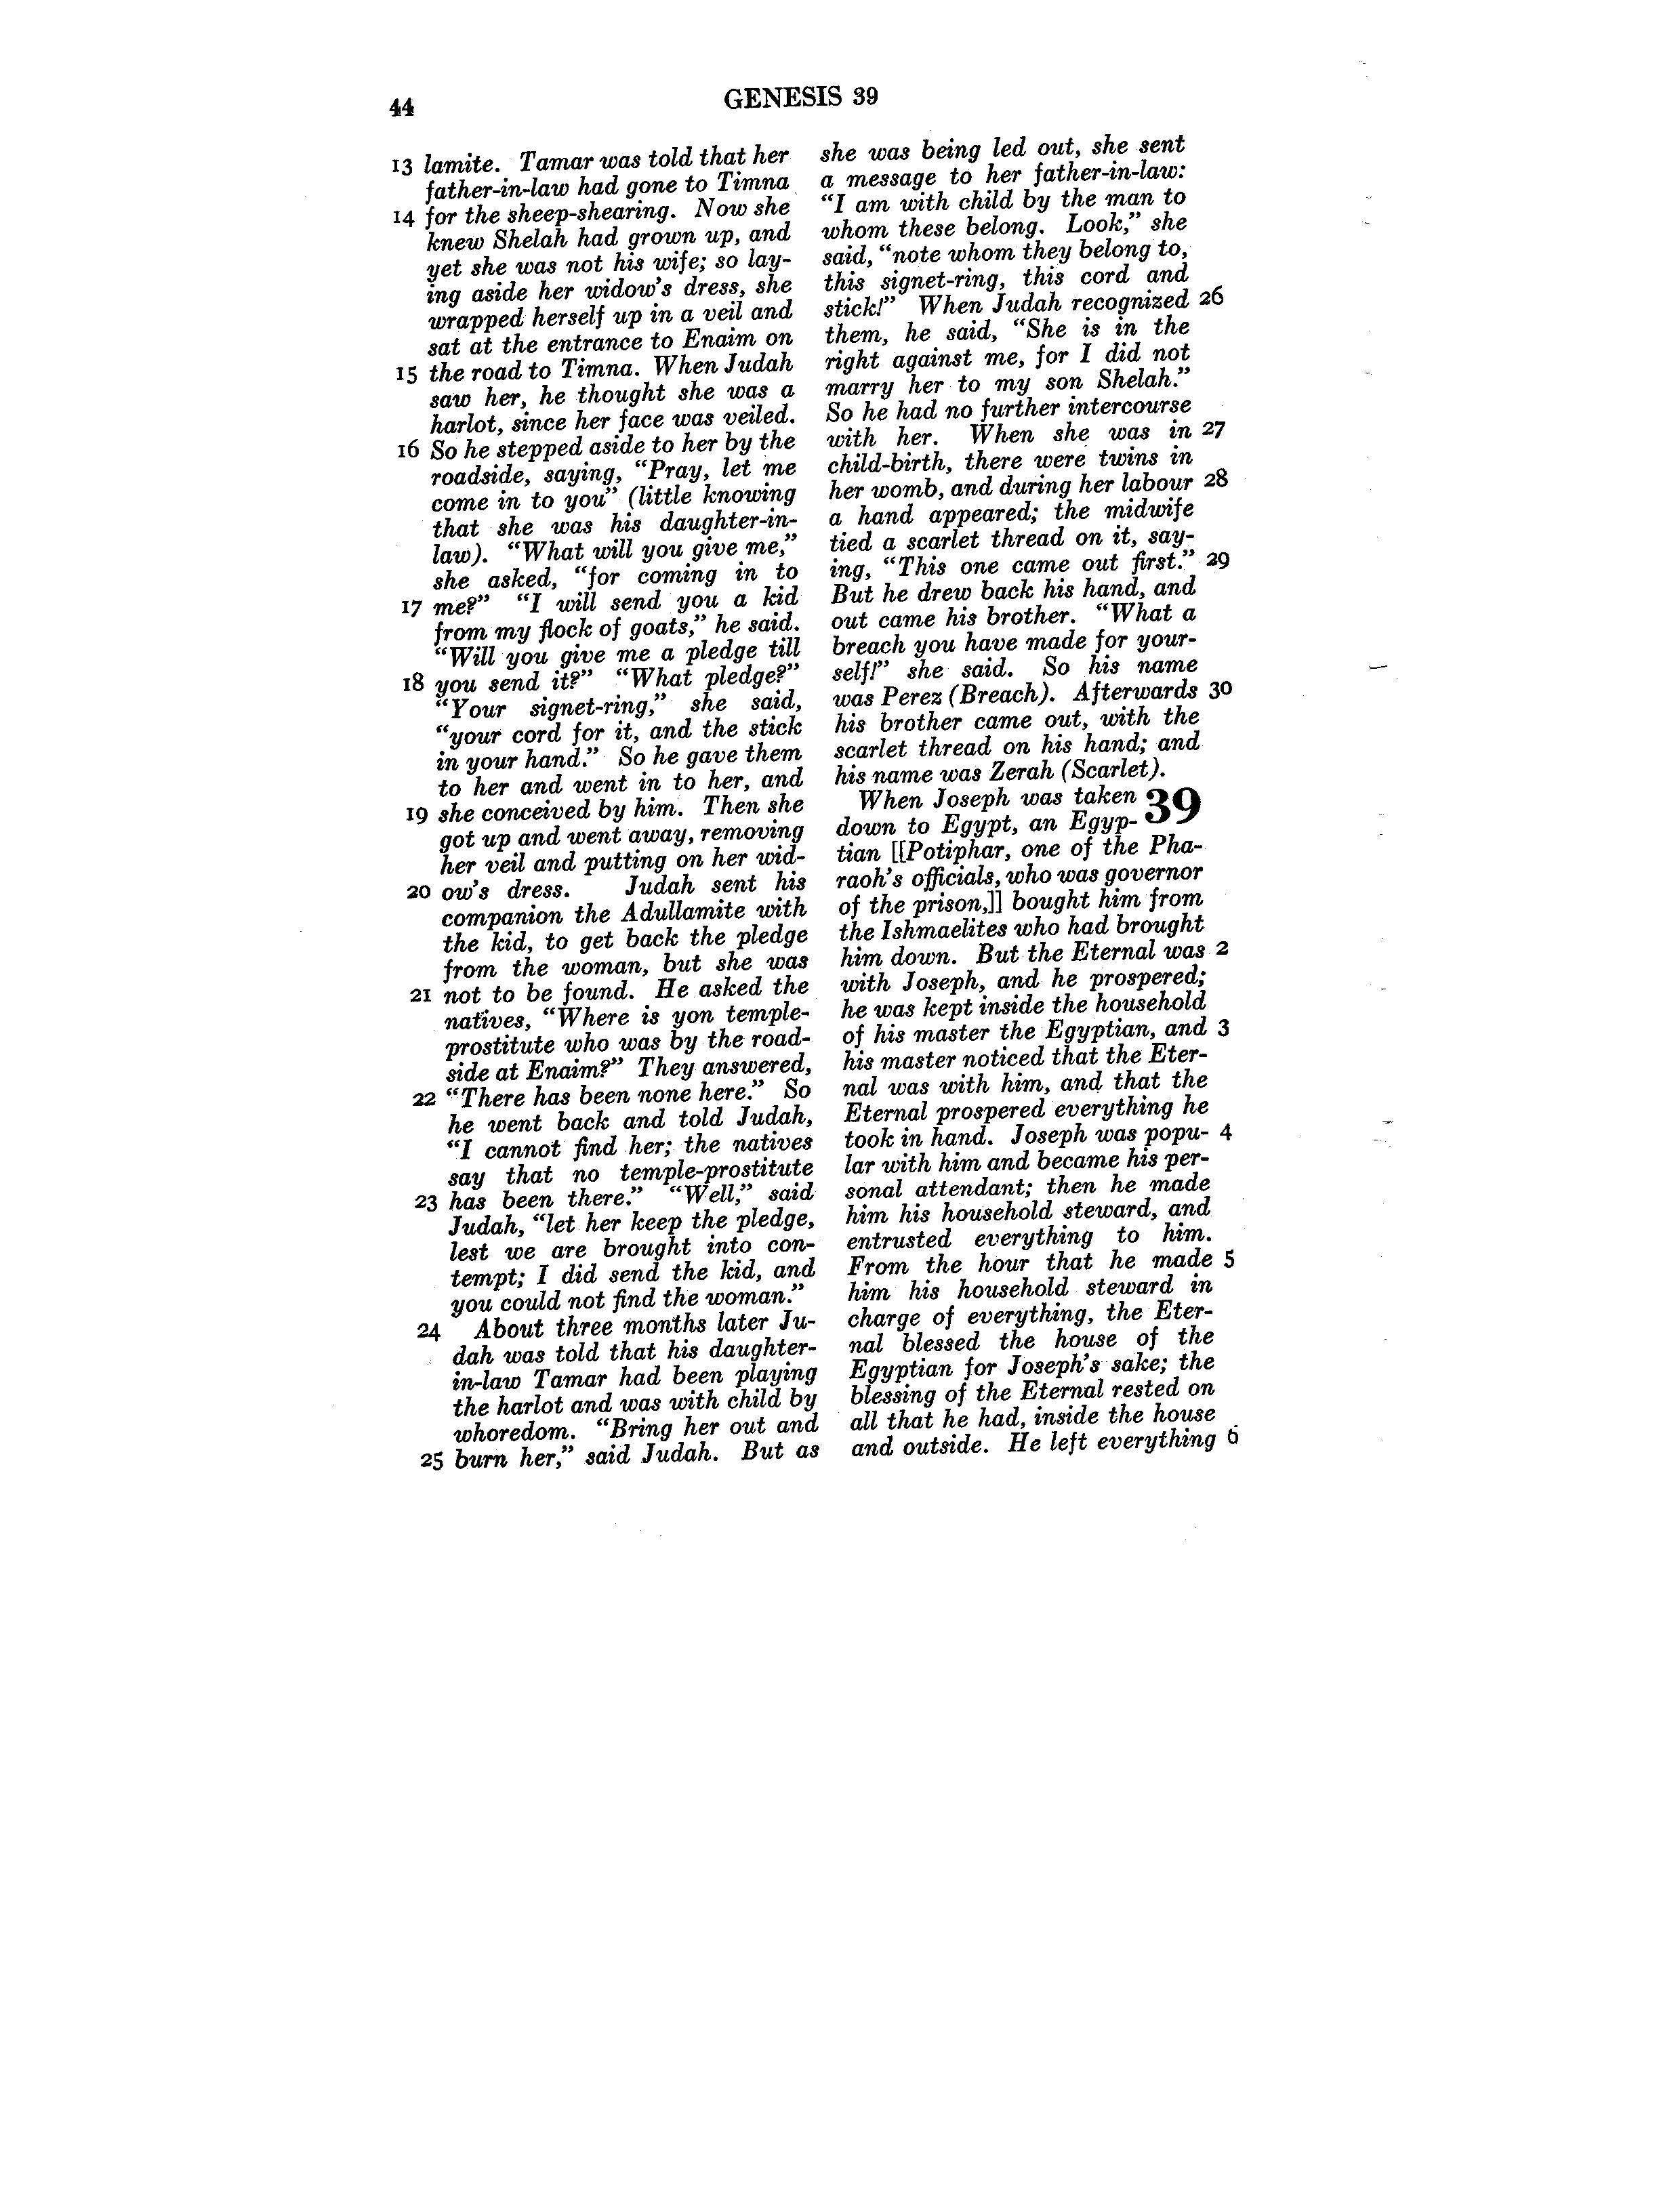 44
GENESIS 39
13 lamite. Tamar was told that her
father-in-law had gone to Timna
14 for the sheep-shearing. Now she
knew Shelah had grown up, and
yet she was not his wife; so lay-
ing aside her widow's dress, she
wrapped herself up in a veil and
sat at the entrance to Enaim on
15 the road to Timna. When Judah
saw her, he thought she was a
harlot, since her face was veiled.
16 So he stepped aside to her by the
roadside, saying, “Pray, let me
come in to you” (little knowing
that she was his daughter-in-
law). “What will you give me,”
she asked, “for coming in to
17 me?” “I will send you a kid
from my flock of goats,” he said.
“Will you give me a pledge till
18 you send it?” “What pledge?”
“Your signet-ring,” she said,
“your cord for it, and the stick
in your hand.” So he gave them
to her and went in to her, and
19 she conceived by him. Then she
got up and went away, removing
her veil and putting on her wid-
20 ow's dress. Judah sent his
companion the Adullamite with
the kid, to get back the pledge
from the woman, but she was
21 not to be found. He asked the
natives, “Where is yon temple-
prostitute who was by the road-
side at Enaim?” They answered,
22 “There has been none here.” So
he went back and told Judah,
“I cannot find her; the natives
say that no temple-prostitute
23 has been there.” “Well,” said
Judah, “let her keep the pledge,
lest we are brought into con-
tempt; I did send the kid, and
you could not find the woman.”
24 About three months later Ju-
dah was told that his daughter-
in-law Tamar had been playing
the harlot and was with child by
whoredom. “Bring her out and
25 burn her,” said Judah. But as
she was being led out, she sent
a message to her father-in-law:
“I am with child by the man to
whom these belong. Look,” she
said, “note whom they belong to,
this signet-ring, this cord and
stick!” When Judah recognized 26
them, he said, “She is in the
right against me, for I did not
marry her to my son Shelah.”
So he had no further intercourse
with her. When she was in 27
child-birth, there were twins in
her womb, and during her labour 28
a hand appeared; the midwife
tied a scarlet thread on it, say-
ing, “This one came out first.” 29
But he drew back his hand, and
out came his brother. “What a
breach you have made for your-
self!” she said. So his name
was Perez (Breach). Afterwards 30
his brother came out, with the
scarlet thread on his hand; and
his name was Zerah (Scarlet).
When Joseph was taken 39
down to Egypt, an Egyp-
tian [[Potiphar, one of the Pha-
raoh's officials, who was governor
of the prison,]] bought him from
the Ishmaelites who had brought
him down. But the Eternal was 2
with Joseph, and he prospered;
he was kept inside the household
of his master the Egyptian, and 3
his master noticed that the Eter-
nal was with him, and that the
Eternal prospered everything he
took in hand. Joseph was popu- 4
lar with him and became his per-
sonal attendant; then he made
him his household steward, and
entrusted everything to him.
From the hour that he made 5
him his household steward in
charge of everything, the Eter-
nal blessed the house of the
Egyptian for Joseph's sake; the
blessing of the Eternal rested on
all that he had, inside the house
and outside. He left everything 6